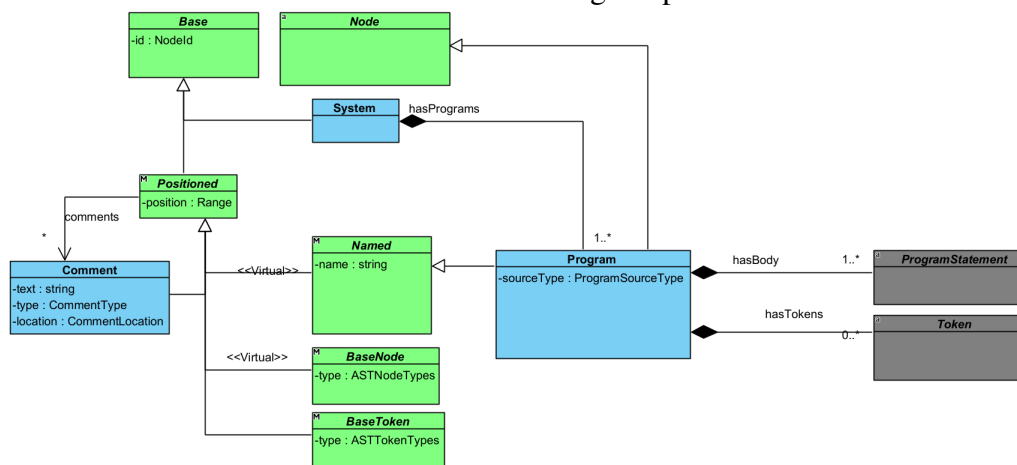 Base
-id : NodeId
a
Node
System
hasPrograms
M
Positioned
-position : Range
comments
*
Comment
-text : string
-type : CommentType
-location : CommentLocation
<<Virtual>>
M
Named
-name : string
1..*
Program
-sourceType : ProgramSourceType
hasBody
1..*
a
ProgramStatement
hasTokens
0..*
a
Token
<<Virtual>>
M
BaseNode
-type : ASTNodeTypes
M
BaseToken
-type : ASTTokenTypes